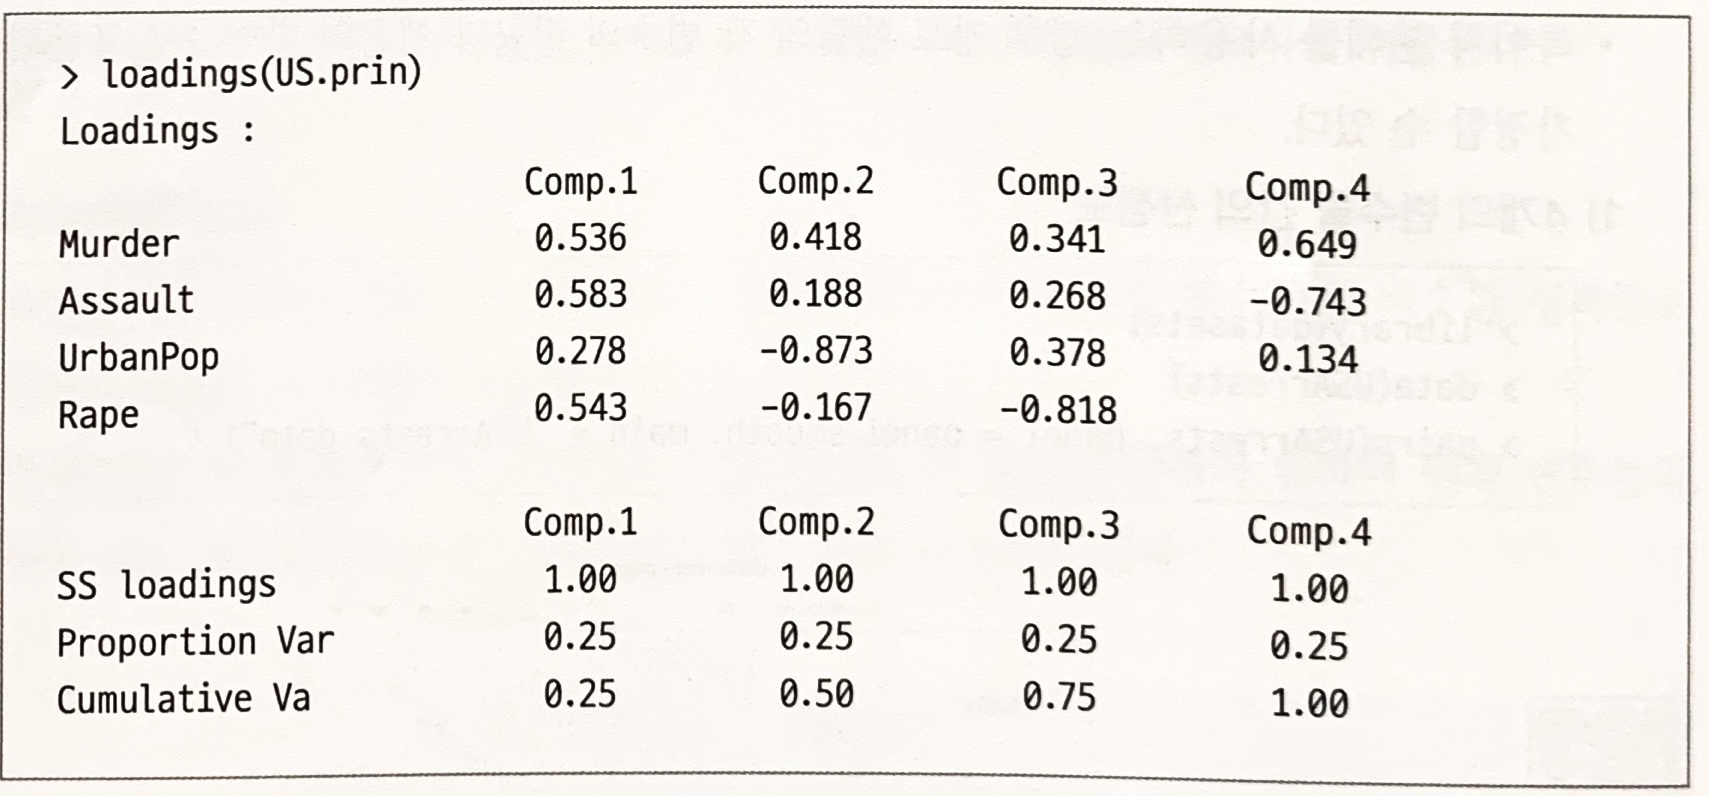 > loadings(US.prin)
Loadings :
Comp.1 Comp.2 Comp.3 Comp.4
Murder 0.536 0.418 0.341 0.649
Assault 0.583 0.188 0.268 -0.743
UrbanPop 0.278 -0.873 0.378 0.134
Rape 0.543 -0.167 -0.818
Comp.1 Comp.2 Comp.3 Comp.4
SS loadings 1.00 1.00 1.00 1.00
Proportion Var 0.25 0.25 0.25 0.25
Cumulative Va 0.25 0.50 0.75 1.00